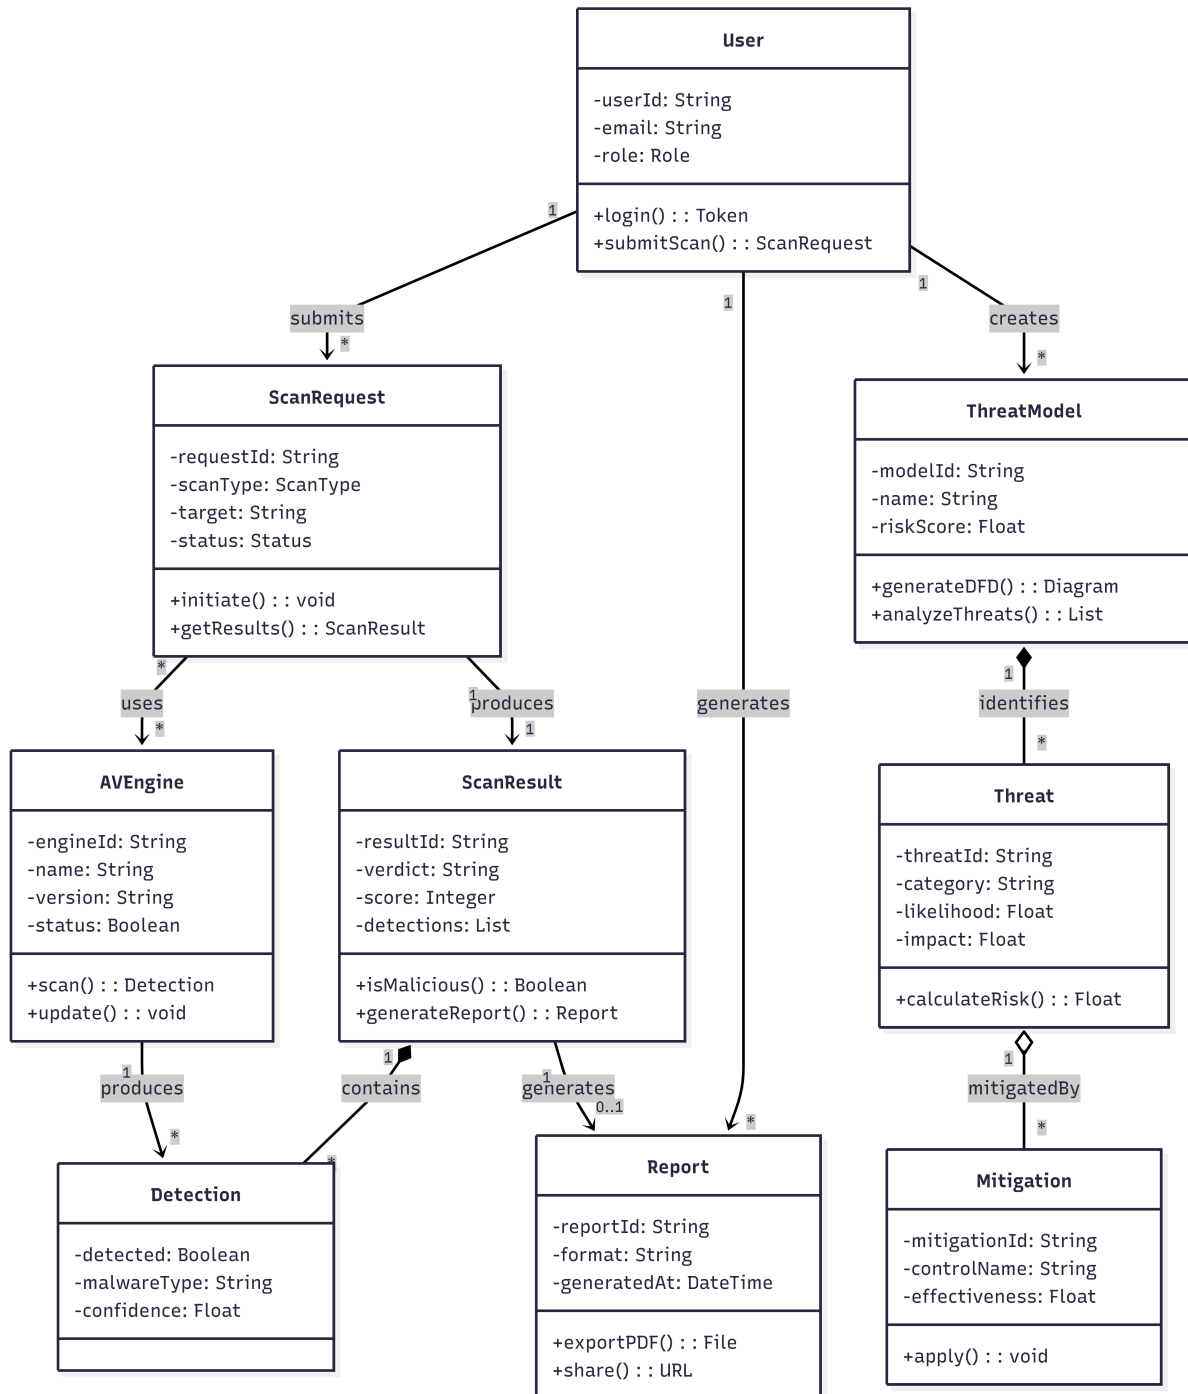 User
-userId: String
-email: String
-role: Role
+login() : : Token
+submitScan() : : ScanRequest
1
1
1
submits
*
creates
*
ScanRequest
-requestId: String
-scanType: ScanType
-target: String
-status: Status
+initiate() : : void
+getResults() : : ScanResult
ThreatModel
-modelId: String
-name: String
-riskScore: Float
+generateDFD() : : Diagram
+analyzeThreats() : : List
*
uses
*
1
produces
1
generates
1
identifies
*
AVEngine
-engineId: String
-name: String
-version: String
-status: Boolean
+scan() : : Detection
+update() : : void
ScanResult
-resultId: String
-verdict: String
-score: Integer
-detections: List
+isMalicious() : : Boolean
+generateReport() : : Report
Threat
-threatId: String
-category: String
-likelihood: Float
-impact: Float
+calculateRisk() : : Float
1
produces
*
1
contains
*
1
generates
0..1
*
1
mitigatedBy
*
Detection
-detected: Boolean
-malwareType: String
-confidence: Float
Report
-reportId: String
-format: String
-generatedAt: DateTime
+exportPDF() : : File
+share() : : URL
Mitigation
-mitigationId: String
-controlName: String
-effectiveness: Float
+apply() : : void